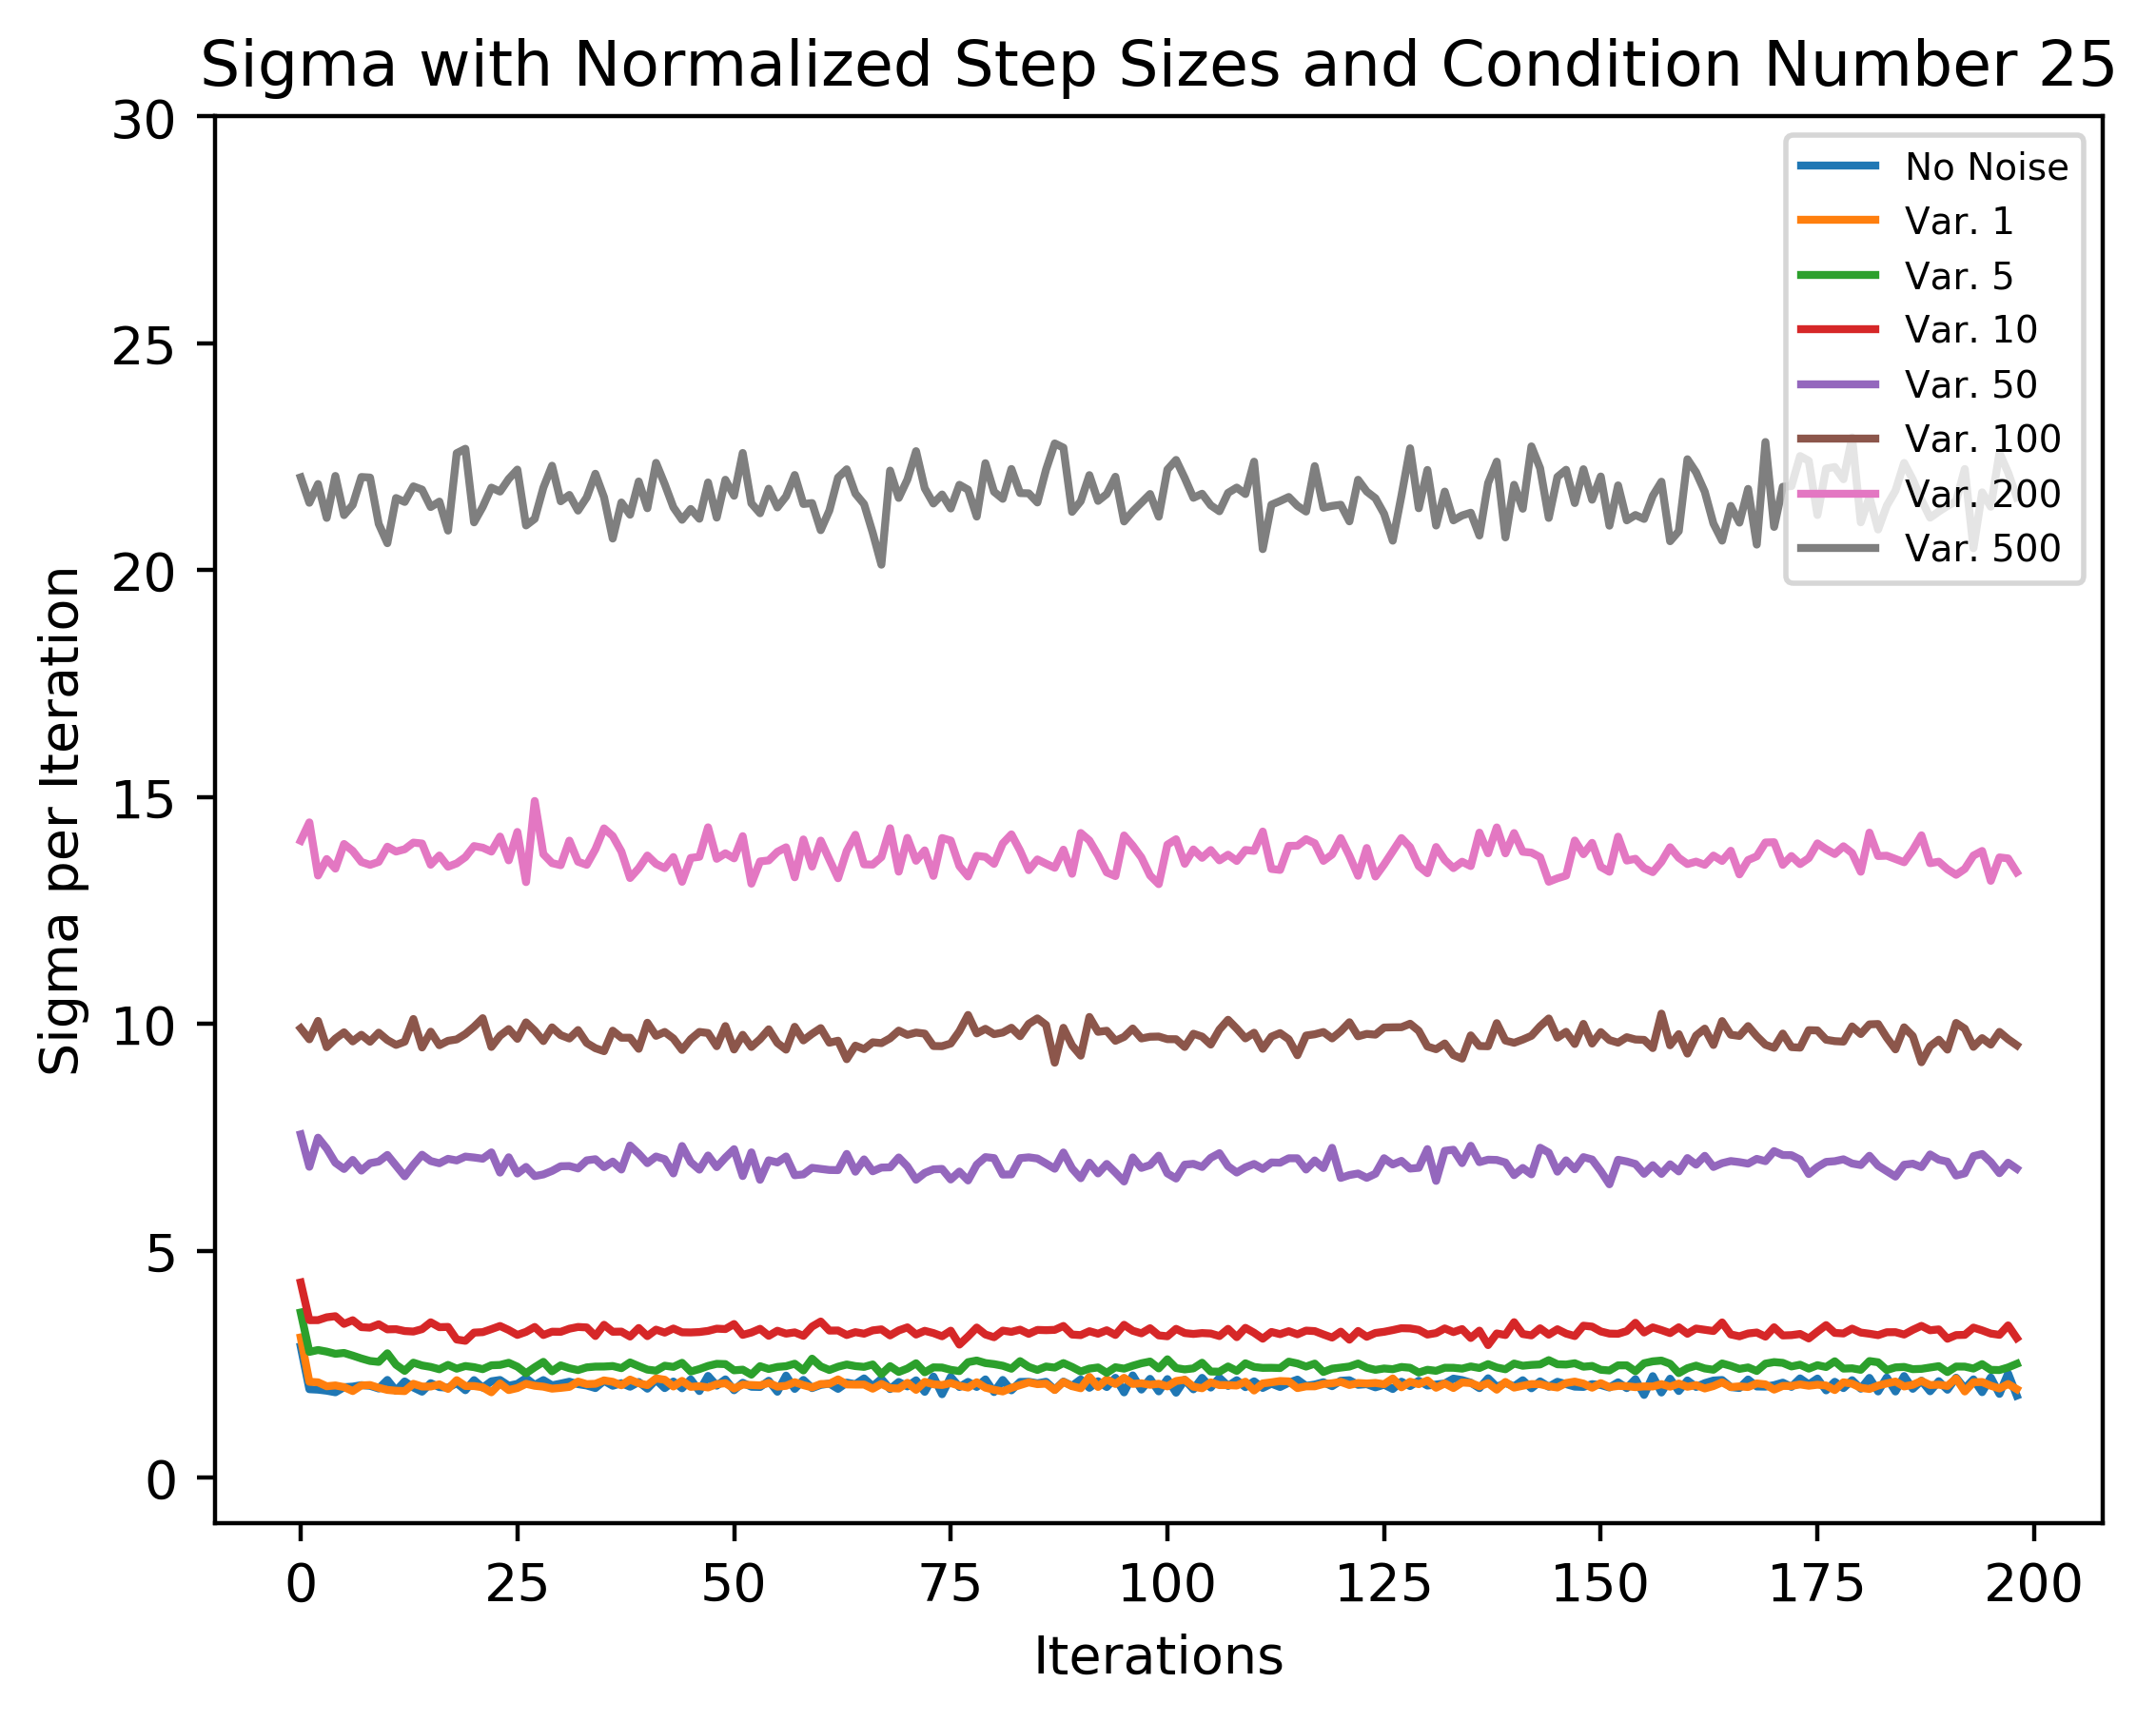 Sigma with Normalized Step Sizes and Condition Number 25
30
25
20
15
10
5
0
Sigma per Iteration
No Noise
Var. 1
Var. 5
Var. 10
Var. 50
Var. 100
Var. 200
Var. 500
0 25 50 75 100 125 150 175 200
Iterations